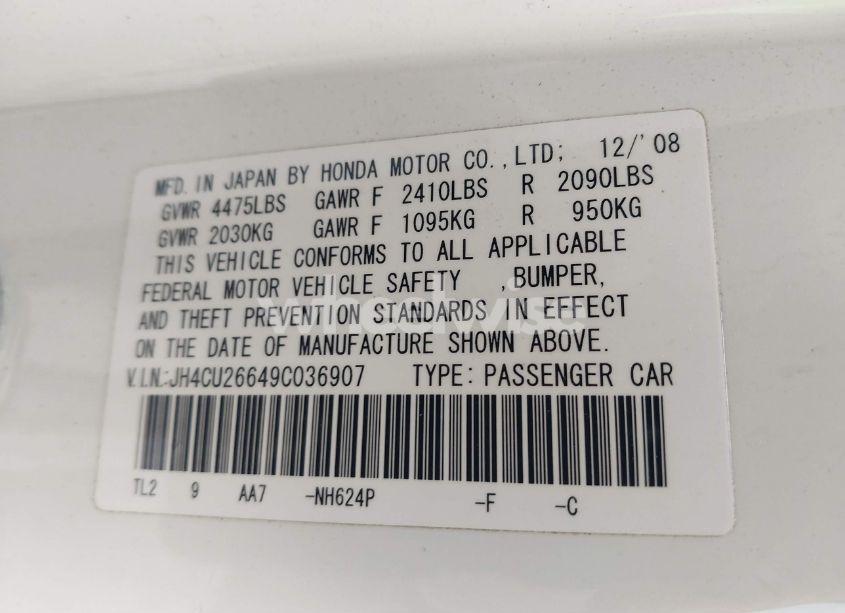 MFD. IN JAPAN BY HONDA MOTOR CO.,LTD; 12/'08
GVWR 4475LBS GAWR F 2410LBS R 2090LBS
GVWR 2030KG GAWR F 1095KG R 950KG
THIS VEHICLE CONFORMS TO ALL APPLICABLE
FEDERAL MOTOR VEHICLE SAFETY ,BUMPER,
AND THEFT PREVENTION STANDARDS IN EFFECT
ON THE DATE OF MANUFACTURE SHOWN ABOVE.
V.I.N.:JH4CU26649C036907 TYPE: PASSENGER CAR
TL2 9 AA7 -NH624P -F -C